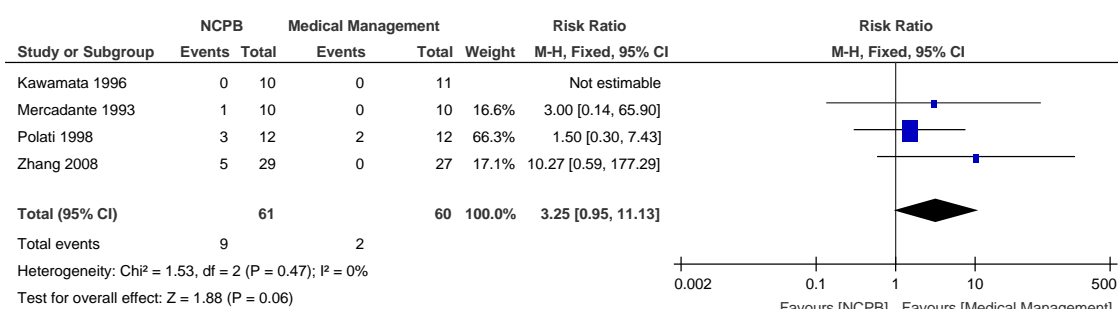 NCPB Medical Management Risk Ratio Risk Ratio
Study or Subgroup Events Total Events Total Weight M-H, Fixed, 95% CI M-H, Fixed, 95% CI
Kawamata 1996 0 10 0 11 Not estimable
Mercadante 1993 1 10 0 10 16.6% 3.00 [0.14, 65.90]
Polati 1998 3 12 2 12 66.3% 1.50 [0.30, 7.43]
Zhang 2008 5 29 0 27 17.1% 10.27 [0.59, 177.29]
Total (95% CI) 61 60 100.0% 3.25 [0.95, 11.13]
Total events 9 2
Heterogeneity: Chi² = 1.53, df = 2 (P = 0.47); I² = 0%
Test for overall effect: Z = 1.88 (P = 0.06)
0.002 0.1 1 10 500
Favours [NCPB] Favours [Medical Management]